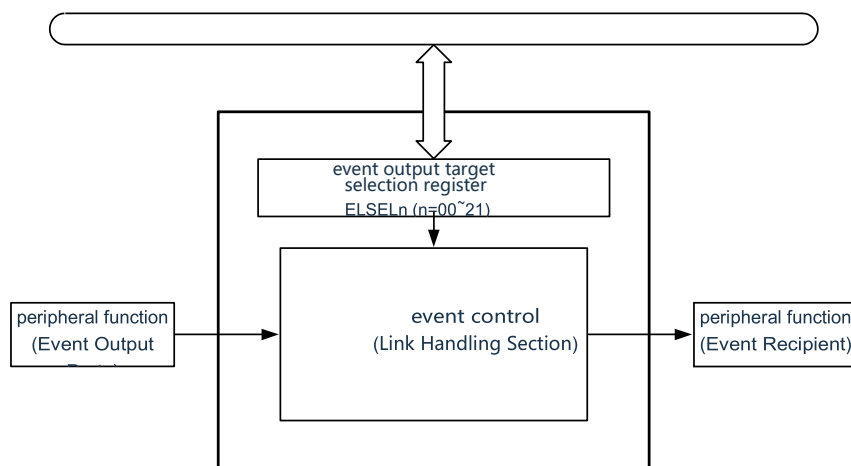 event output target
selection register
ELSELn (n=00~21)
event control
(Link Handling Section)
peripheral function
(Event Output
peripheral function
(Event Recipient)